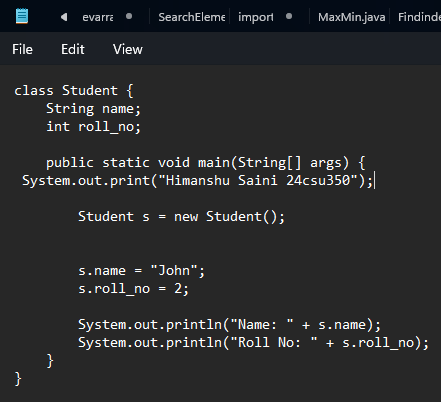 evarra
SearchEleme
import
MaxMin.java
Findinde
File Edit View
class Student {
    String name;
    int roll_no;
    public static void main(String[] args) {
 System.out.print("Himanshu Saini 24csu350");
        Student s = new Student();
        s.name = "John";
        s.roll_no = 2;
        System.out.println("Name: " + s.name);
        System.out.println("Roll No: " + s.roll_no);
    }
}